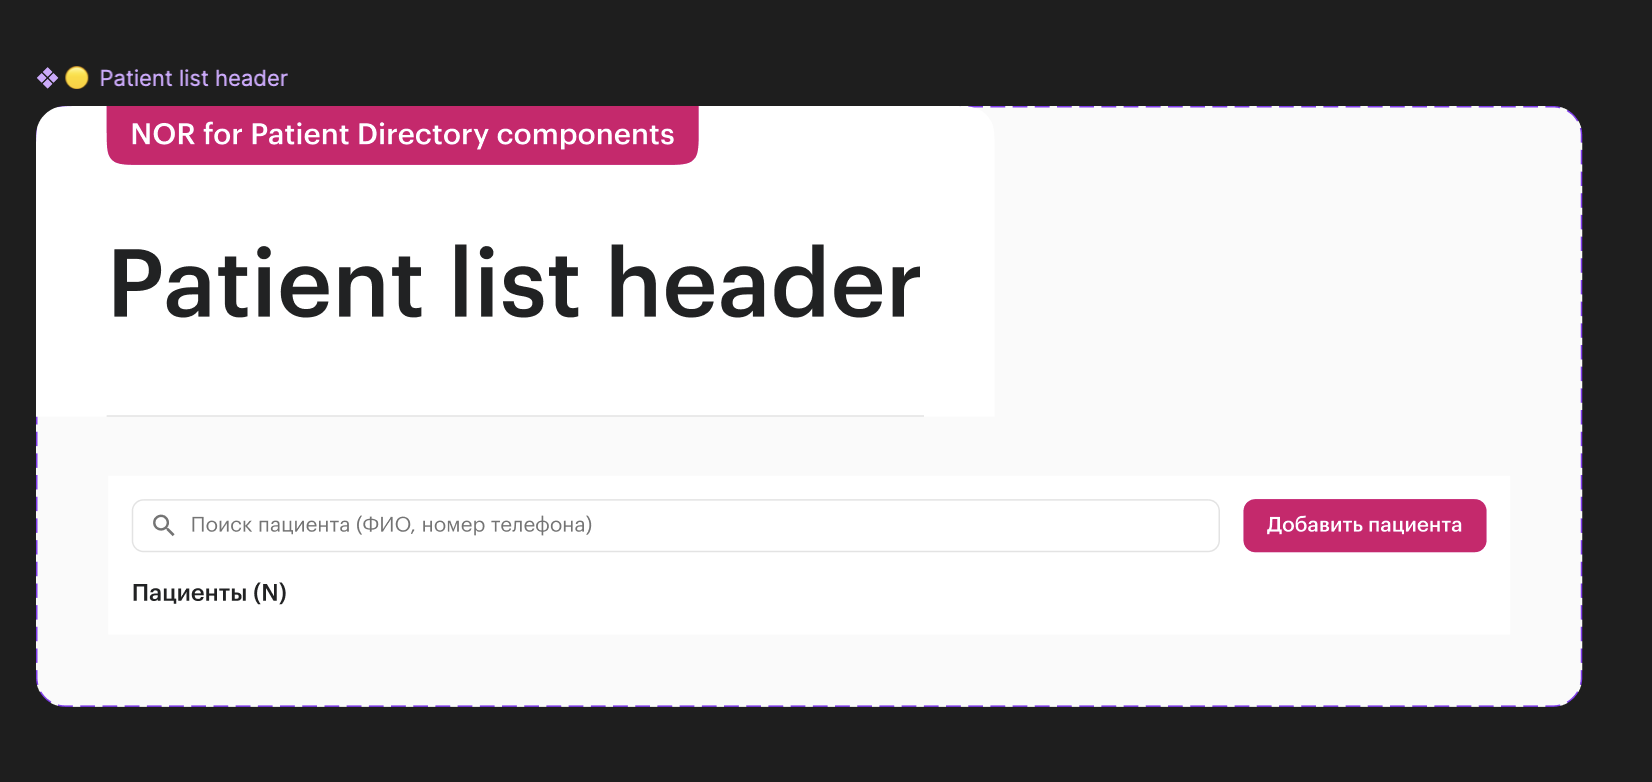 Patient list header
NOR for Patient Directory components
Patient list header
Поиск пациента (ФИО, номер телефона)
Добавить пациента
Пациенты (N)